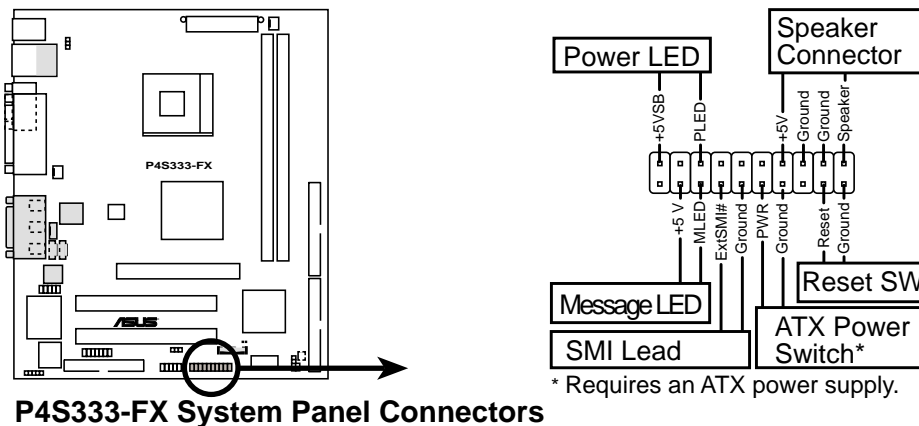 P4S333-FX
ASUS
P4S333-FX System Panel Connectors
Power LED
Speaker
Connector
+5VSB
PLED
+5V
Ground
Ground
Speaker
+5 V
MLED
ExtSMI#
Ground
PWR
Ground
Reset
Ground
Reset SW
Message LED
SMI Lead
ATX Power
Switch*
* Requires an ATX power supply.